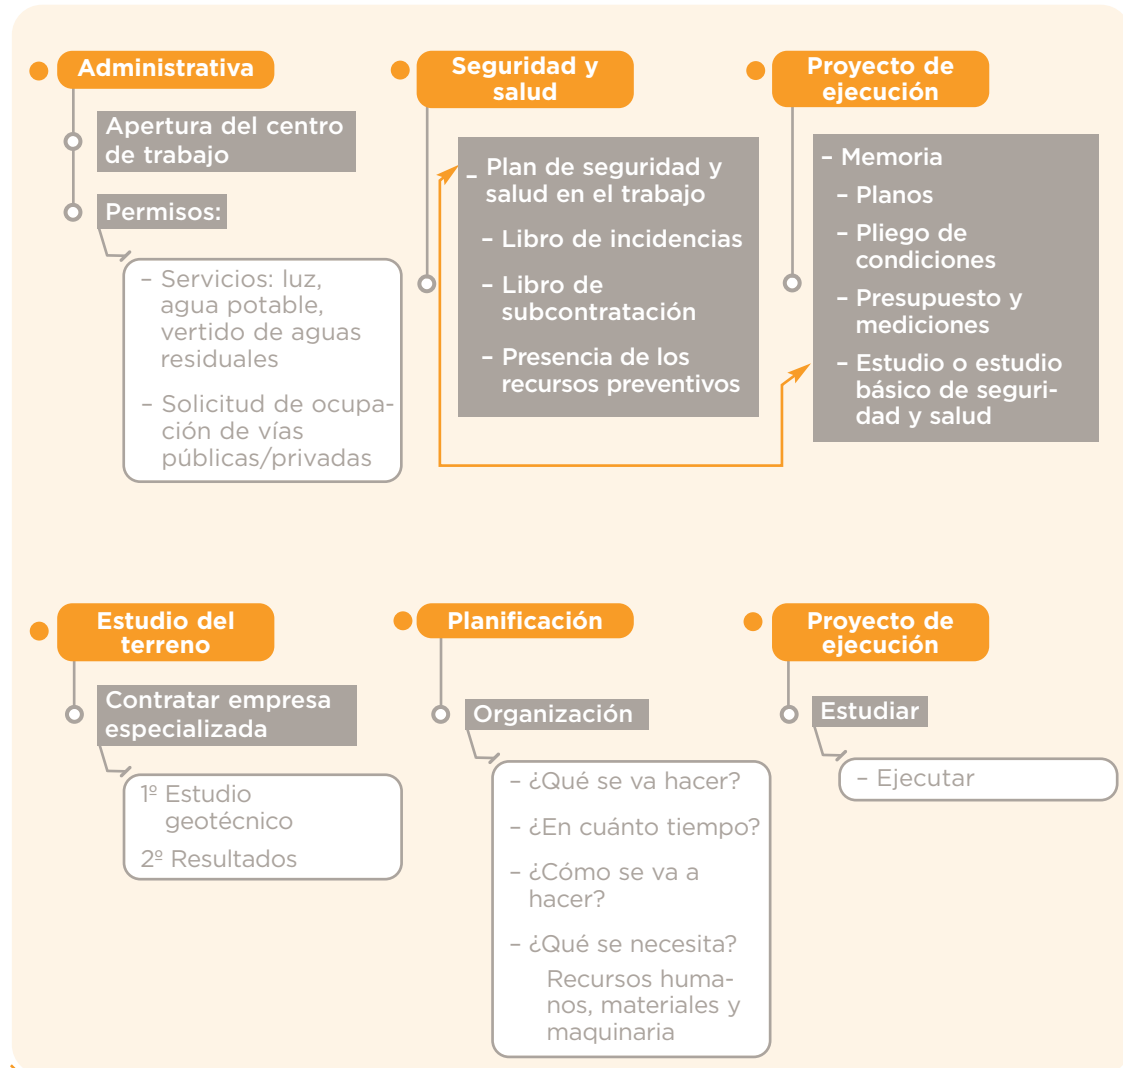 Administrativa
Apertura del centro
de trabajo
Permisos:
– Servicios: luz,
agua potable,
vertido de aguas
residuales
– Solicitud de ocupa-
ción de vías
públicas/privadas
Seguridad y
salud
– Plan de seguridad y
salud en el trabajo
– Libro de incidencias
– Libro de
subcontratación
– Presencia de los
recursos preventivos
Proyecto de
ejecución
– Memoria
– Planos
– Pliego de
condiciones
– Presupuesto y
mediciones
– Estudio o estudio
básico de seguri-
dad y salud
Estudio del
terreno
Contratar empresa
especializada
1º Estudio
geotécnico
2º Resultados
Planificación
Organización
– ¿Qué se va hacer?
– ¿En cuánto tiempo?
– ¿Cómo se va a
hacer?
– ¿Qué se necesita?
Recursos huma-
nos, materiales y
maquinaria
Proyecto de
ejecución
Estudiar
– Ejecutar